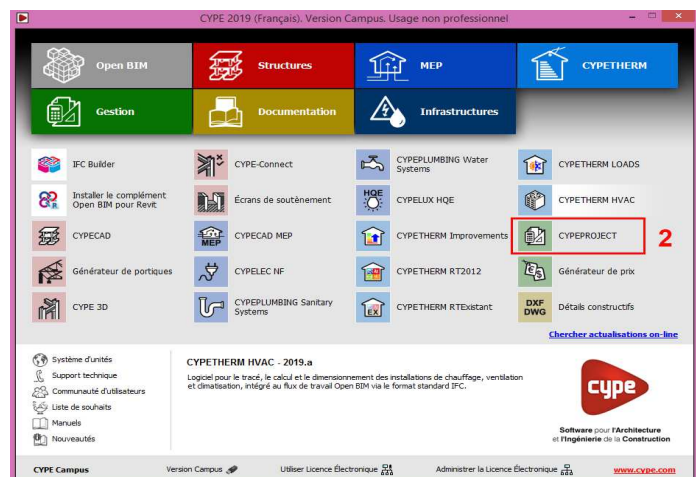 CYPE 2019 (Français). Version Campus. Usage non professionnel
Open BIM
Structures
MEP
CYPETHERM
Gestion
Documentation
Infrastructures
IFC Builder
CYPE-Connect
CYPEPLUMBING Water
Systems
CYPETHERM LOADS
Installer le complément
Open BIM pour Revit
Écrans de soutènement
HQE
CYPELUX HQE
CYPETHERM HVAC
CYPECAD
MEP
CYPECAD MEP
CYPETHERM Improvements
CYPEPROJECT
2
Générateur de portiques
CYPELEC NF
CYPETHERM RT2012
Générateur de prix
CYPE 3D
CYPEPLUMBING Sanitary
Systems
EX
CYPETHERM RTExistant
DXF
DWG
Détails constructifs
Chercher actualisations on-line
Système d'unités
Support technique
Communauté d'utilisateurs
Liste de souhaits
Manuels
Nouveautés
CYPETHERM HVAC - 2019.a
Logiciel pour le tracé, le calcul et le dimensionnement des installations de chauffage, ventilation
et climatisation, intégré au flux de travail Open BIM via le format standard IFC.
cype
Software pour l'Architecture
et l'Ingénierie de la Construction
CYPE Campus
Version Campus
Utiliser Licence Électronique
Administrer la Licence Électronique
www.cype.com